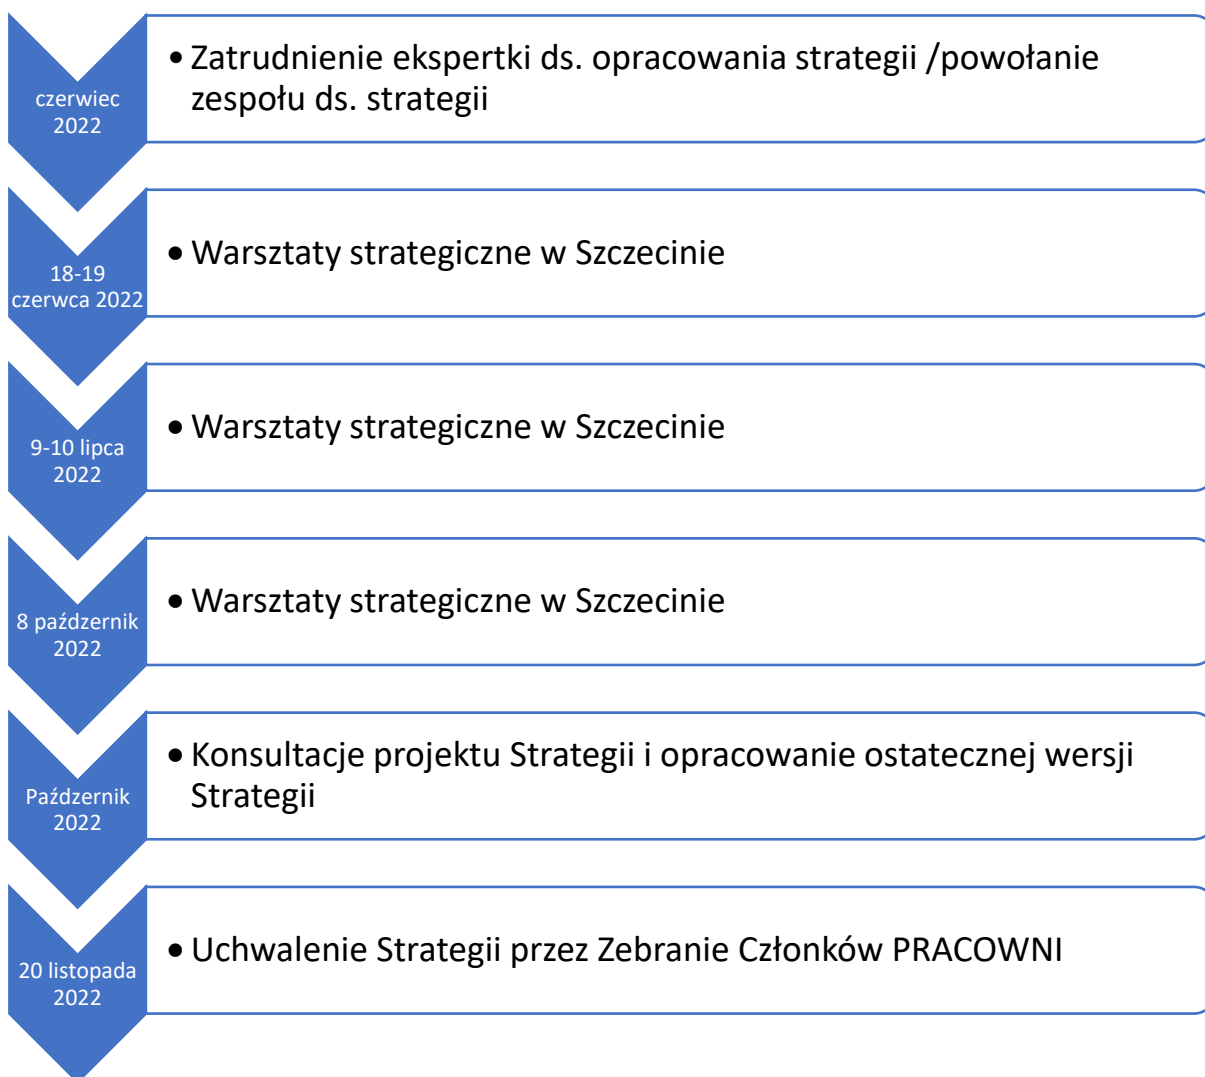 czerwiec
2022
• Zatrudnienie ekspertki ds. opracowania strategii /powołanie
zespołu ds. strategii
18-19
czerwca 2022
• Warsztaty strategiczne w Szczecinie
9-10 lipca
2022
• Warsztaty strategiczne w Szczecinie
8 październik
2022
• Warsztaty strategiczne w Szczecinie
Październik
2022
• Konsultacje projektu Strategii i opracowanie ostatecznej wersji
Strategii
20 listopada
2022
• Uchwalenie Strategii przez Zebranie Członków PRACOWNI